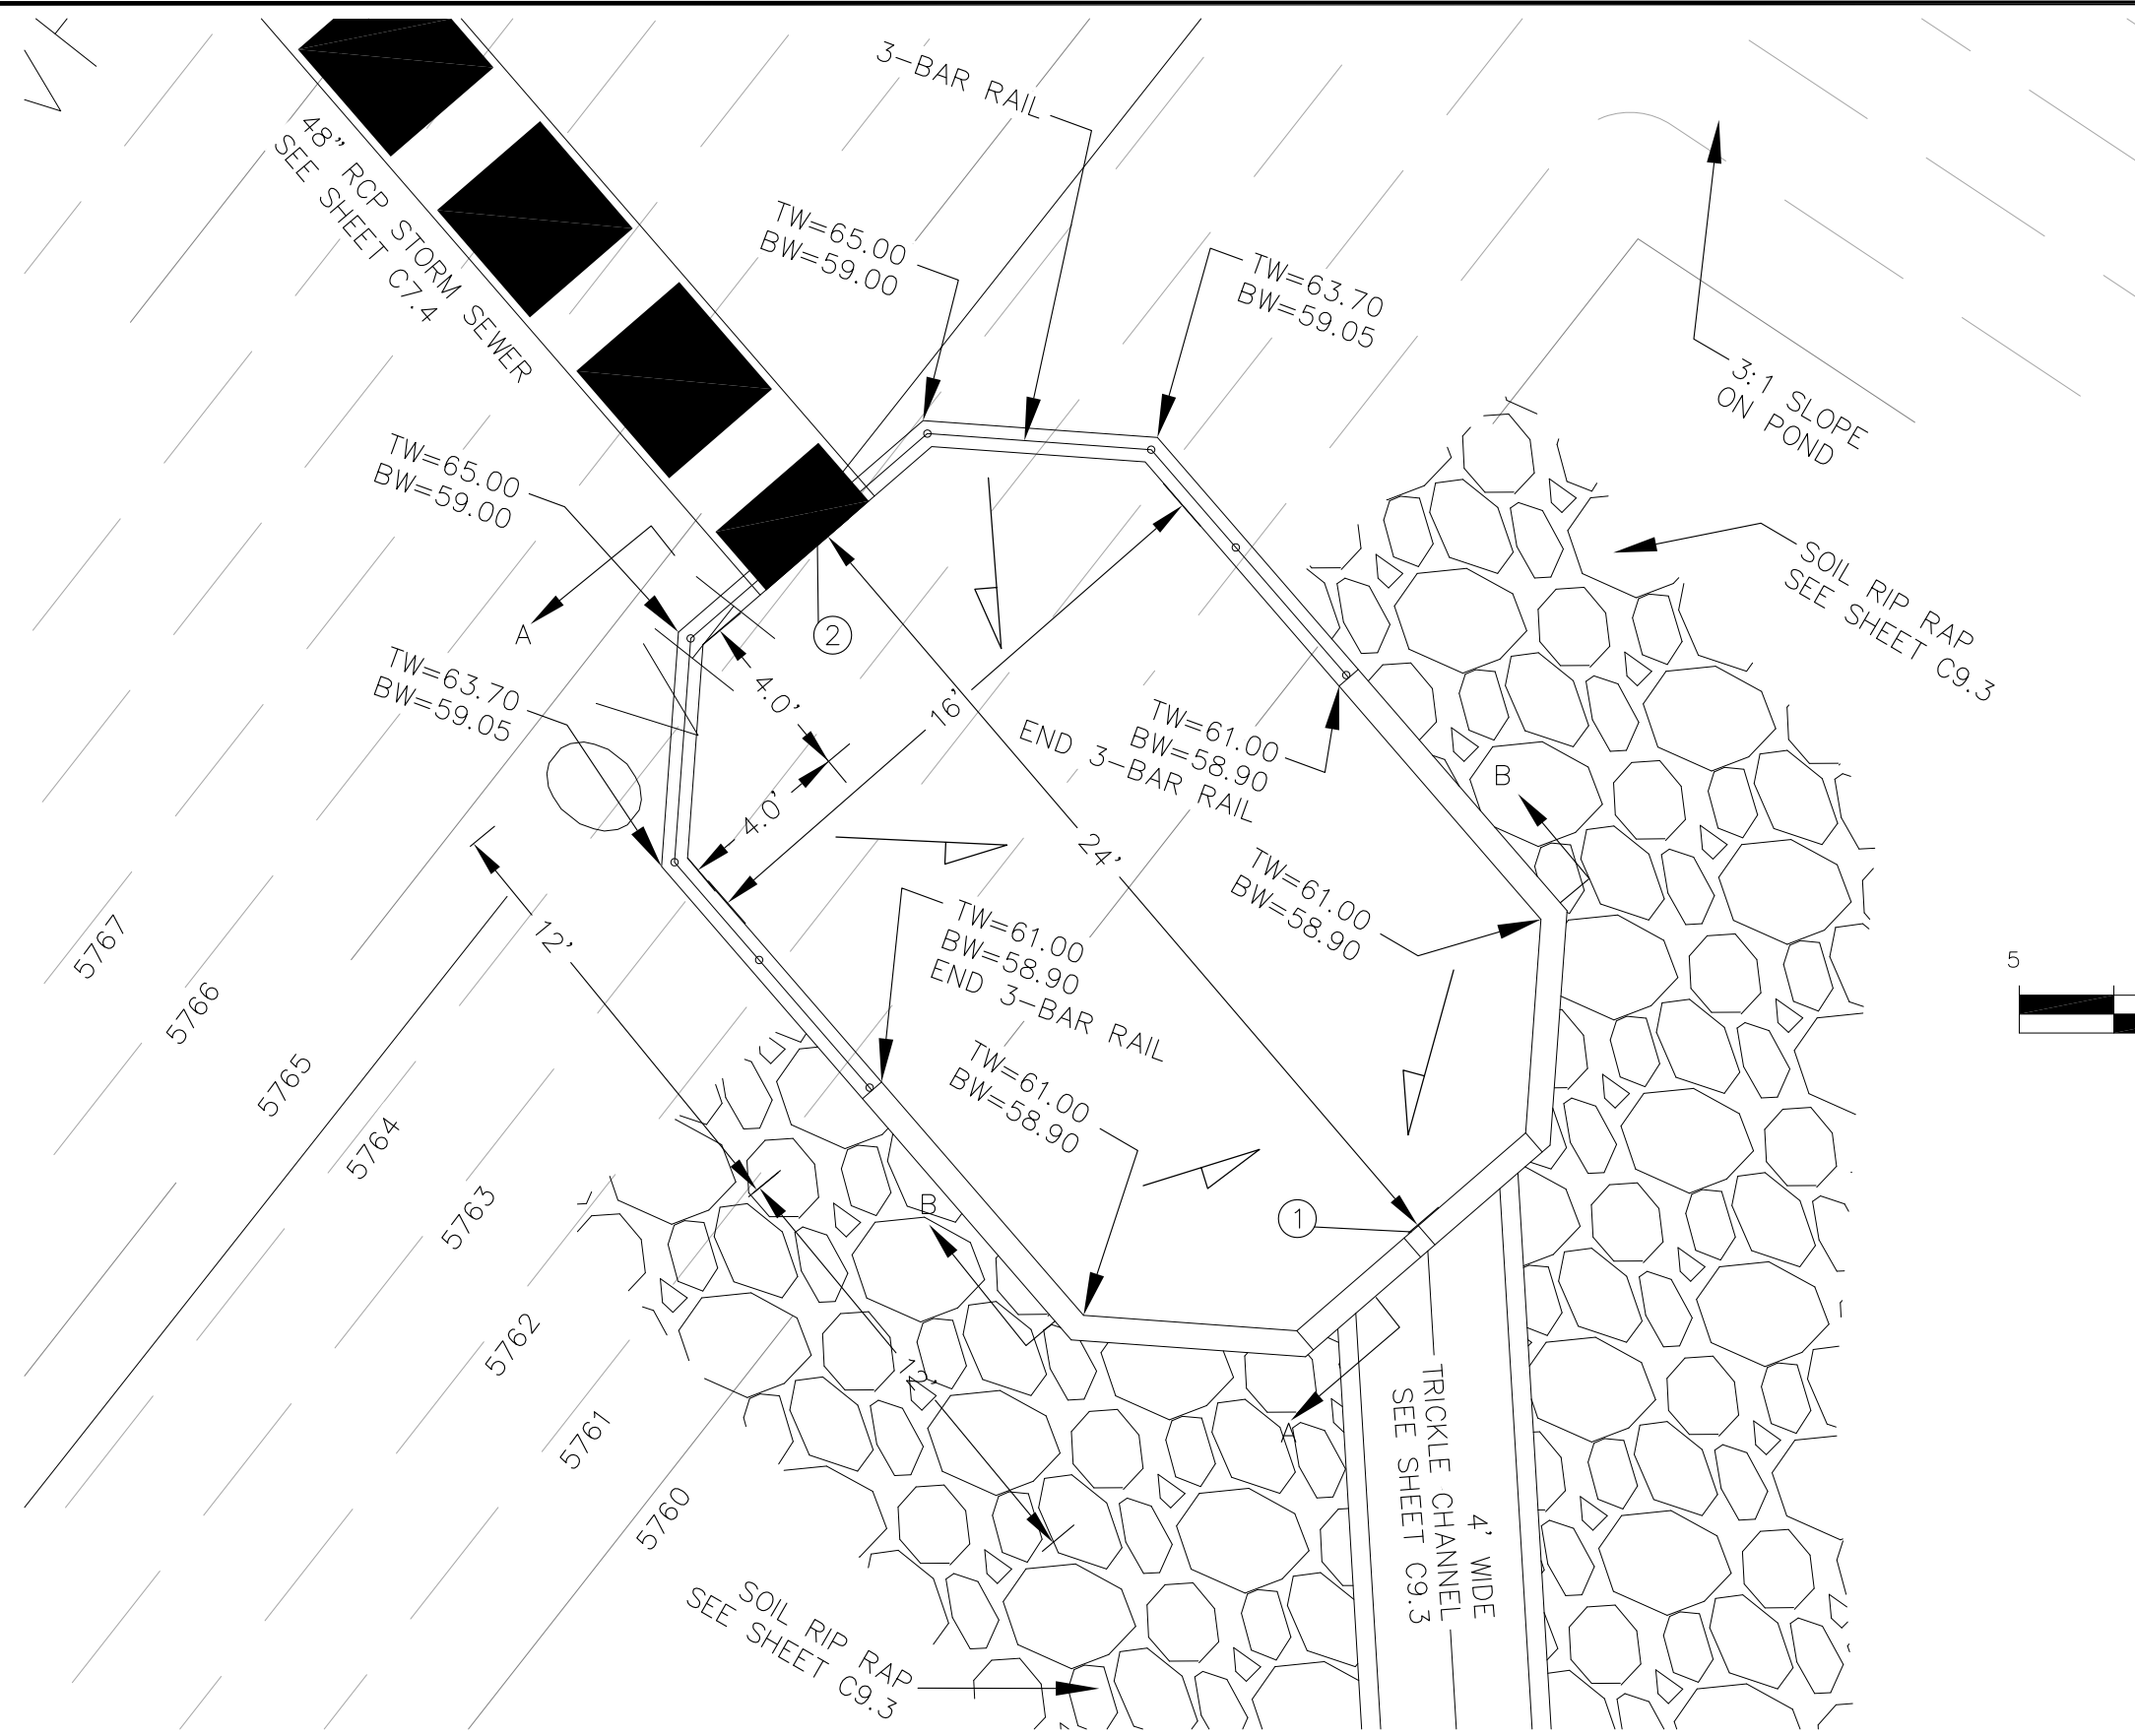 3-BAR RAIL
48" RCP STORM SEWER
SEE SHEET C7.4
TW=65.00
BW=59.00
TW=63.70
BW=59.05
3:1 SLOPE
ON POND
TW=65.00
BW=59.00
SOIL RIP RAP
SEE SHEET C9.3
A
2
TW=63.70
BW=59.05
4.0'
16'
TW=61.00
BW=58.90
END 3-BAR RAIL
B
4.0'
24'
TW=61.00
BW=58.90
12'
TW=61.00
BW=58.90
END 3-BAR RAIL
5
5767
5766
5765
5764
5763
5762
5761
5760
TW=61.00
BW=58.90
B
1
A
4' WIDE
TRICKLE CHANNEL
SEE SHEET C9.3
SOIL RIP RAP
SEE SHEET C9.3